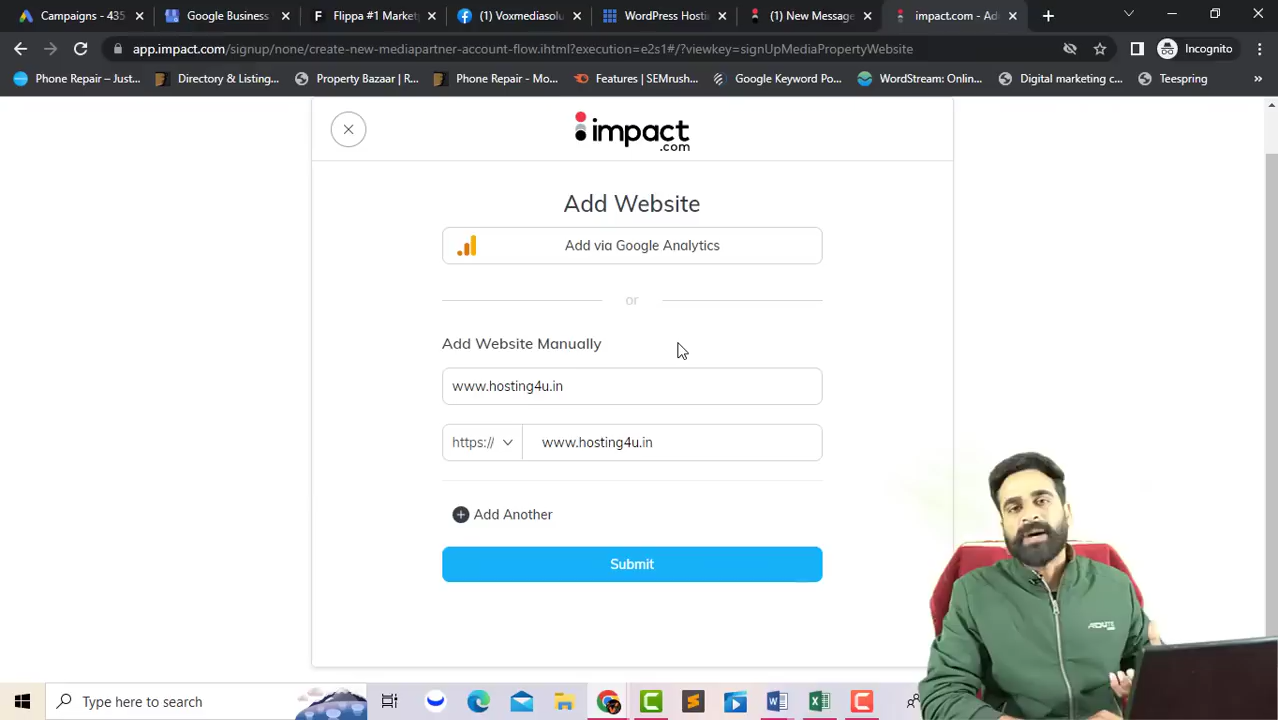 Campaigns - 435
Google Business
Flippa #1 Market
(1) Voxmediasolu
WordPress Hosti
(1) New Message
impact.com - Ad
app.impact.com/signup/none/create-new-mediapartner-account-flow.ihtml?execution=e2s1#/?viewkey=signUpMediaPropertyWebsite
Incognito
Phone Repair – Just...
Directory & Listing...
Property Bazaar | R...
Phone Repair - Mo...
Features | SEMrush...
Google Keyword Po...
WordStream: Onlin...
Digital marketing c...
Teespring
»
impact
.com
Add Website
Add via Google Analytics
or
Add Website Manually
www.hosting4u.in
https://
www.hosting4u.in
Add Another
Submit
Type here to search